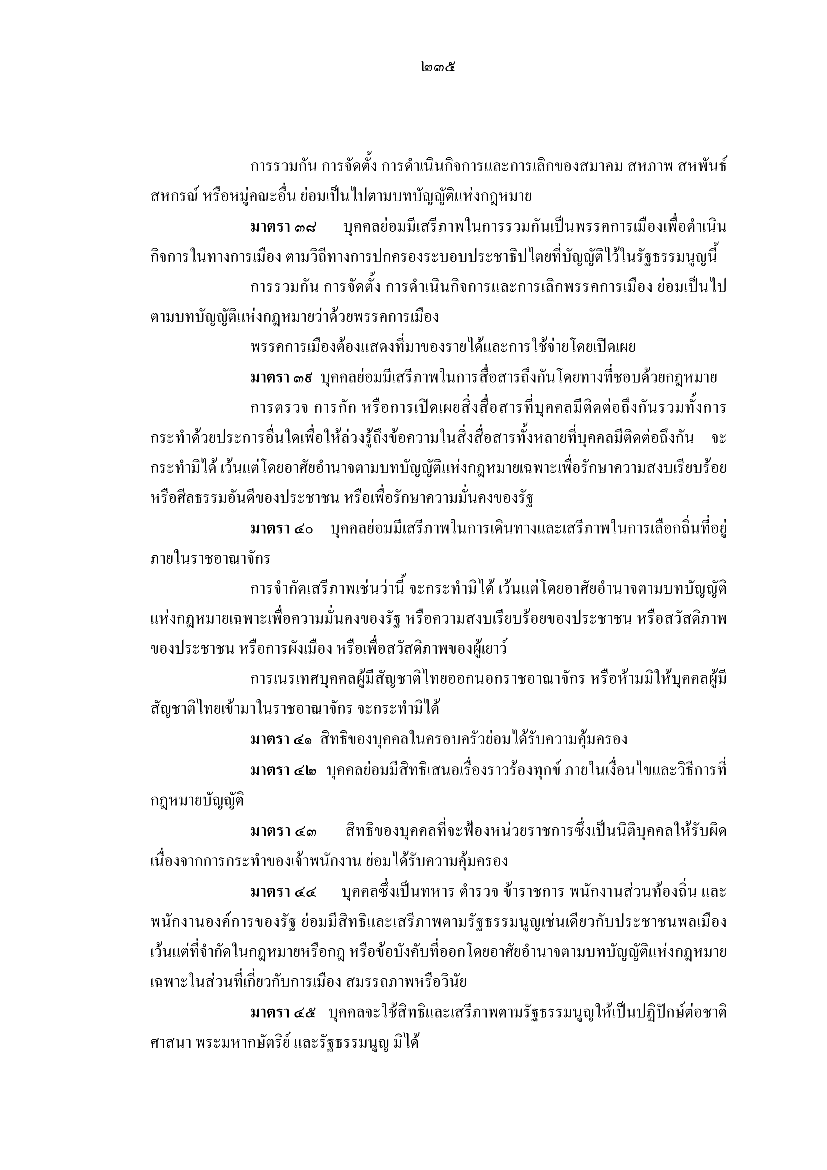 ๒๓๕
การรวมกัน การจัดตั้ง การดำเนินกิจการและการเลิกของสมาคม สหภาพ สหพันธ์
สหกรณ์ หรือหมู่คณะอื่น ย่อมเป็นไปตามบทบัญญัติแห่งกฎหมาย
มาตรา ๓๘ บุคคลย่อมมีเสรีภาพในการรวมกันเป็นพรรคการเมืองเพื่อดำเนิน
กิจการในทางการเมือง ตามวิถีทางการปกครองระบอบประชาธิปไตยที่บัญญัติไว้ในรัฐธรรมนูญนี้
การรวมกัน การจัดตั้ง การดำเนินกิจการและการเลิกพรรคการเมือง ย่อมเป็นไป
ตามบทบัญญัติแห่งกฎหมายว่าด้วยพรรคการเมือง
พรรคการเมืองต้องแสดงที่มาของรายได้และการใช้จ่ายโดยเปิดเผย
มาตรา ๓๙ บุคคลย่อมมีเสรีภาพในการสื่อสารถึงกันโดยทางที่ชอบด้วยกฎหมาย
การตรวจ การกัก หรือการเปิดเผยสิ่งสื่อสารที่บุคคลมีติดต่อถึงกันรวมทั้งการ
กระทำด้วยประการอื่นใดเพื่อให้ล่วงรู้ถึงข้อความในสิ่งสื่อสารทั้งหลายที่บุคคลมีติดต่อถึงกัน จะ
กระทำมิได้ เว้นแต่โดยอาศัยอำนาจตามบทบัญญัติแห่งกฎหมายเฉพาะเพื่อรักษาความสงบเรียบร้อย
หรือศีลธรรมอันดีของประชาชน หรือเพื่อรักษาความมั่นคงของรัฐ
มาตรา ๔๐ บุคคลย่อมมีเสรีภาพในการเดินทางและเสรีภาพในการเลือกถิ่นที่อยู่
ภายในราชอาณาจักร
การจำกัดเสรีภาพเช่นว่านี้ จะกระทำมิได้ เว้นแต่โดยอาศัยอำนาจตามบทบัญญัติ
แห่งกฎหมายเฉพาะเพื่อความมั่นคงของรัฐ หรือความสงบเรียบร้อยของประชาชน หรือสวัสดิภาพ
ของประชาชน หรือการผังเมือง หรือเพื่อสวัสดิภาพของผู้เยาว์
การเนรเทศบุคคลผู้มีสัญชาติไทยออกนอกราชอาณาจักร หรือห้ามมิให้บุคคลผู้มี
สัญชาติไทยเข้ามาในราชอาณาจักร จะกระทำมิได้
มาตรา ๔๑ สิทธิของบุคคลในครอบครัวย่อมได้รับความคุ้มครอง
มาตรา ๔๒ บุคคลย่อมมีสิทธิเสนอเรื่องราวร้องทุกข์ ภายในเงื่อนไขและวิธีการที่
กฎหมายบัญญัติ
มาตรา ๔๓ สิทธิของบุคคลที่จะฟ้องหน่วยราชการซึ่งเป็นนิติบุคคลให้รับผิด
เนื่องจากการกระทำของเจ้าพนักงาน ย่อมได้รับความคุ้มครอง
มาตรา ๔๔ บุคคลซึ่งเป็นทหาร ตำรวจ ข้าราชการ พนักงานส่วนท้องถิ่น และ
พนักงานองค์การของรัฐ ย่อมมีสิทธิและเสรีภาพตามรัฐธรรมนูญเช่นเดียวกับประชาชนพลเมือง
เว้นแต่ที่จำกัดในกฎหมายหรือกฎ หรือข้อบังคับที่ออกโดยอาศัยอำนาจตามบทบัญญัติแห่งกฎหมาย
เฉพาะในส่วนที่เกี่ยวกับการเมือง สมรรถภาพหรือวินัย
มาตรา ๔๕ บุคคลจะใช้สิทธิและเสรีภาพตามรัฐธรรมนูญให้เป็นปฏิปักษ์ต่อชาติ
ศาสนา พระมหากษัตริย์ และรัฐธรรมนูญ มิได้